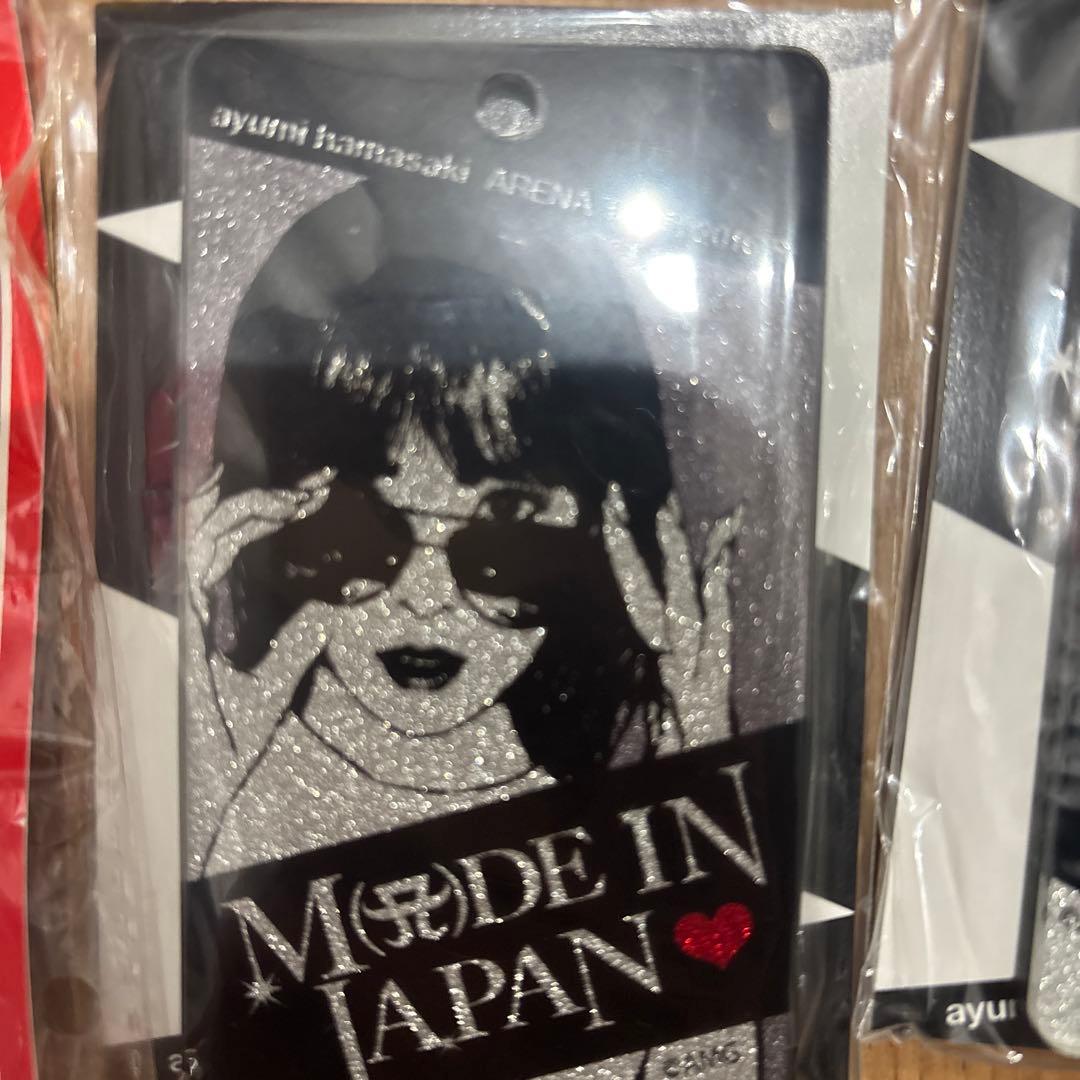 ayumi hamasaki ARENA
M(A)DE IN
JAPAN
ayu